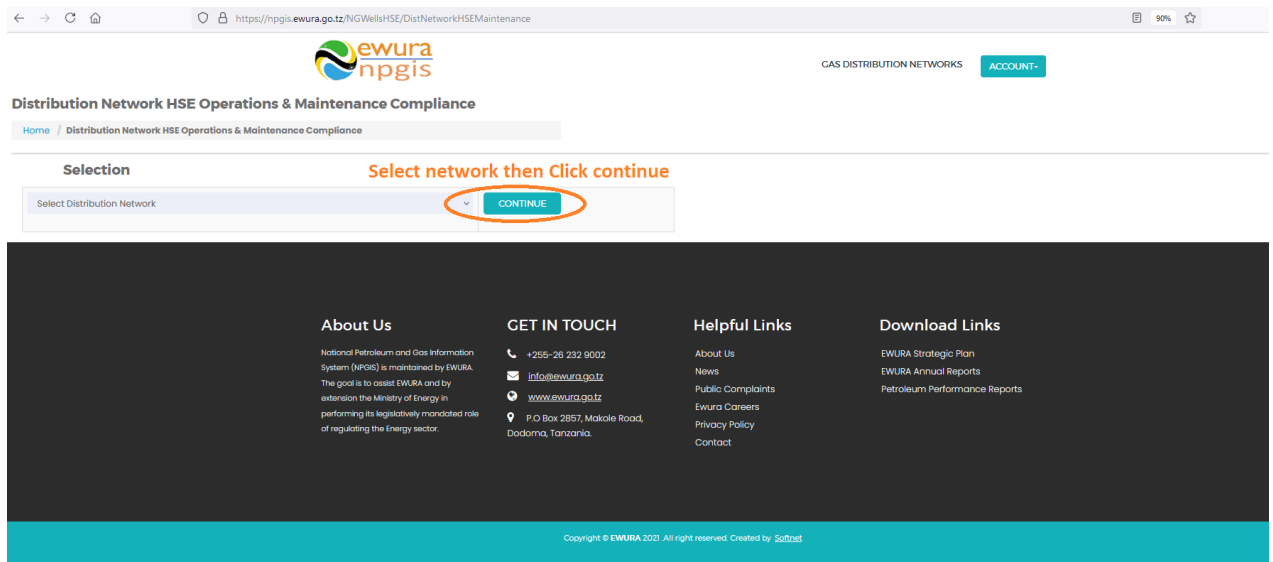 https://npgis.ewura.go.tz/NGWellsHSE/DistNetworkHSEMaintenance
90%
ewura
npgis
GAS DISTRIBUTION NETWORKS
ACCOUNT-
Distribution Network HSE Operations & Maintenance Compliance
Home / Distribution Network HSE Operations & Maintenance Compliance
Selection
Select network then Click continue
Select Distribution Network
CONTINUE
About Us
National Petroleum and Gas Information
System (NPGIS) is maintained by EWURA.
The goal is to assist EWURA and by
extension the Ministry of Energy in
performing its legislatively mandated role
of regulating the Energy sector.
GET IN TOUCH
+255-26 232 9002
info@ewura.go.tz
www.ewura.go.tz
P.O Box 2857, Makole Road,
Dodoma, Tanzania.
Helpful Links
About Us
News
Public Complaints
Ewura Careers
Privacy Policy
Contact
Download Links
EWURA Strategic Plan
EWURA Annual Reports
Petroleum Performance Reports
Copyright © EWURA 2021 .All right reserved. Created by Softnet